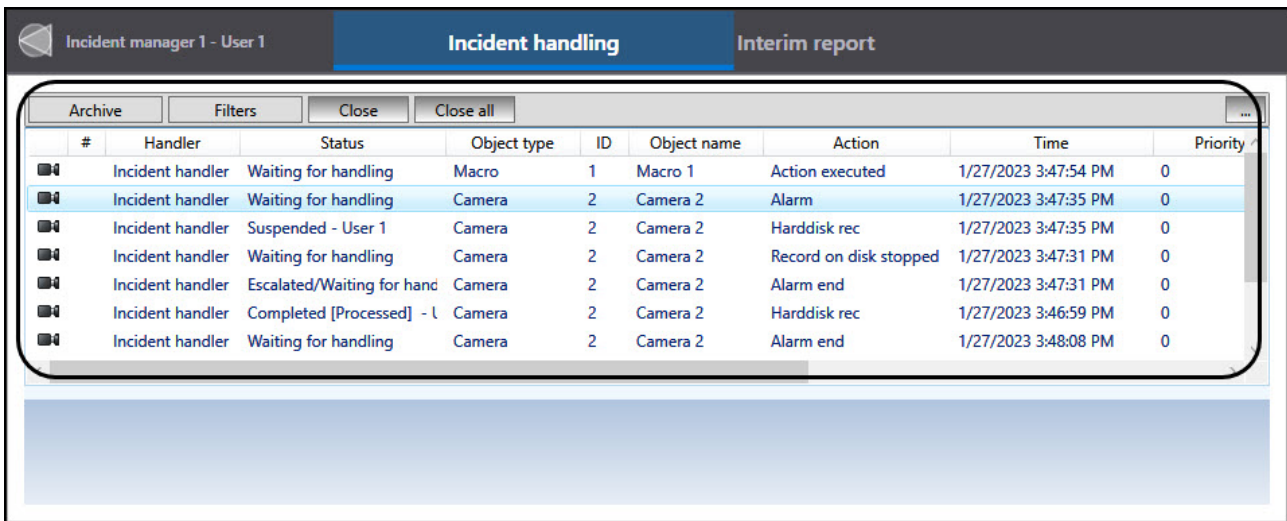 Incident manager 1 - User 1 Incident handling Interim report
Archive Filters Close Close all ...
# Handler Status Object type ID Object name Action Time Priority
Incident handler Waiting for handling Macro 1 Macro 1 Action executed 1/27/2023 3:47:54 PM 0
Incident handler Waiting for handling Camera 2 Camera 2 Alarm 1/27/2023 3:47:35 PM 0
Incident handler Suspended - User 1 Camera 2 Camera 2 Harddisk rec 1/27/2023 3:47:35 PM 0
Incident handler Waiting for handling Camera 2 Camera 2 Record on disk stopped 1/27/2023 3:47:31 PM 0
Incident handler Escalated/Waiting for hand Camera 2 Camera 2 Alarm end 1/27/2023 3:47:31 PM 0
Incident handler Completed [Processed] - Camera 2 Camera 2 Harddisk rec 1/27/2023 3:46:59 PM 0
Incident handler Waiting for handling Camera 2 Camera 2 Alarm end 1/27/2023 3:48:08 PM 0